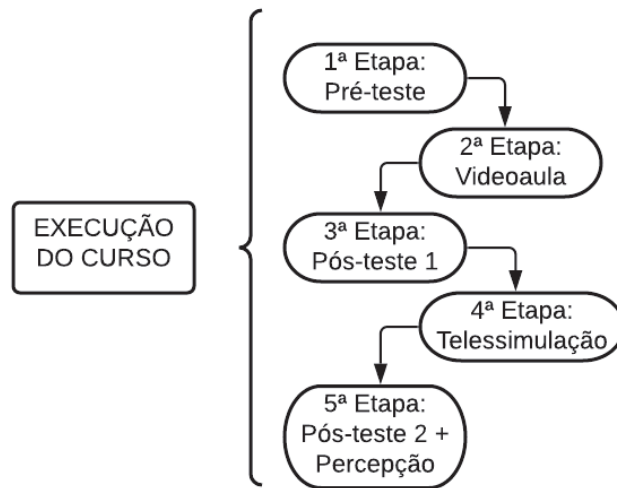 EXECUÇÃO
DO CURSO
1ª Etapa:
Pré-teste
2ª Etapa:
Videoaula
3ª Etapa:
Pós-teste 1
4ª Etapa:
Telessimulação
5ª Etapa:
Pós-teste 2 +
Percepção